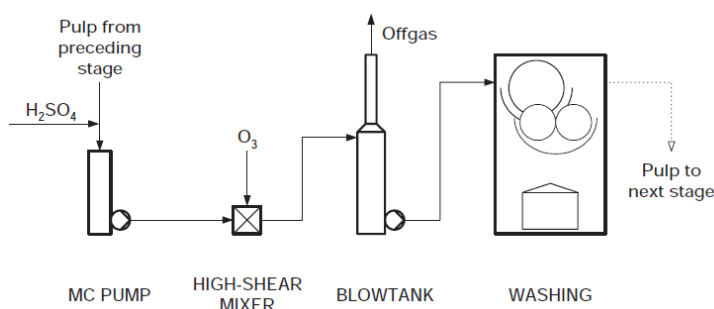 Pulp from
preceding
stage
H₂SO₄
O₃
Offgas
Pulp to
next stage
MC PUMP
HIGH-SHEAR
MIXER
BLOWTANK
WASHING